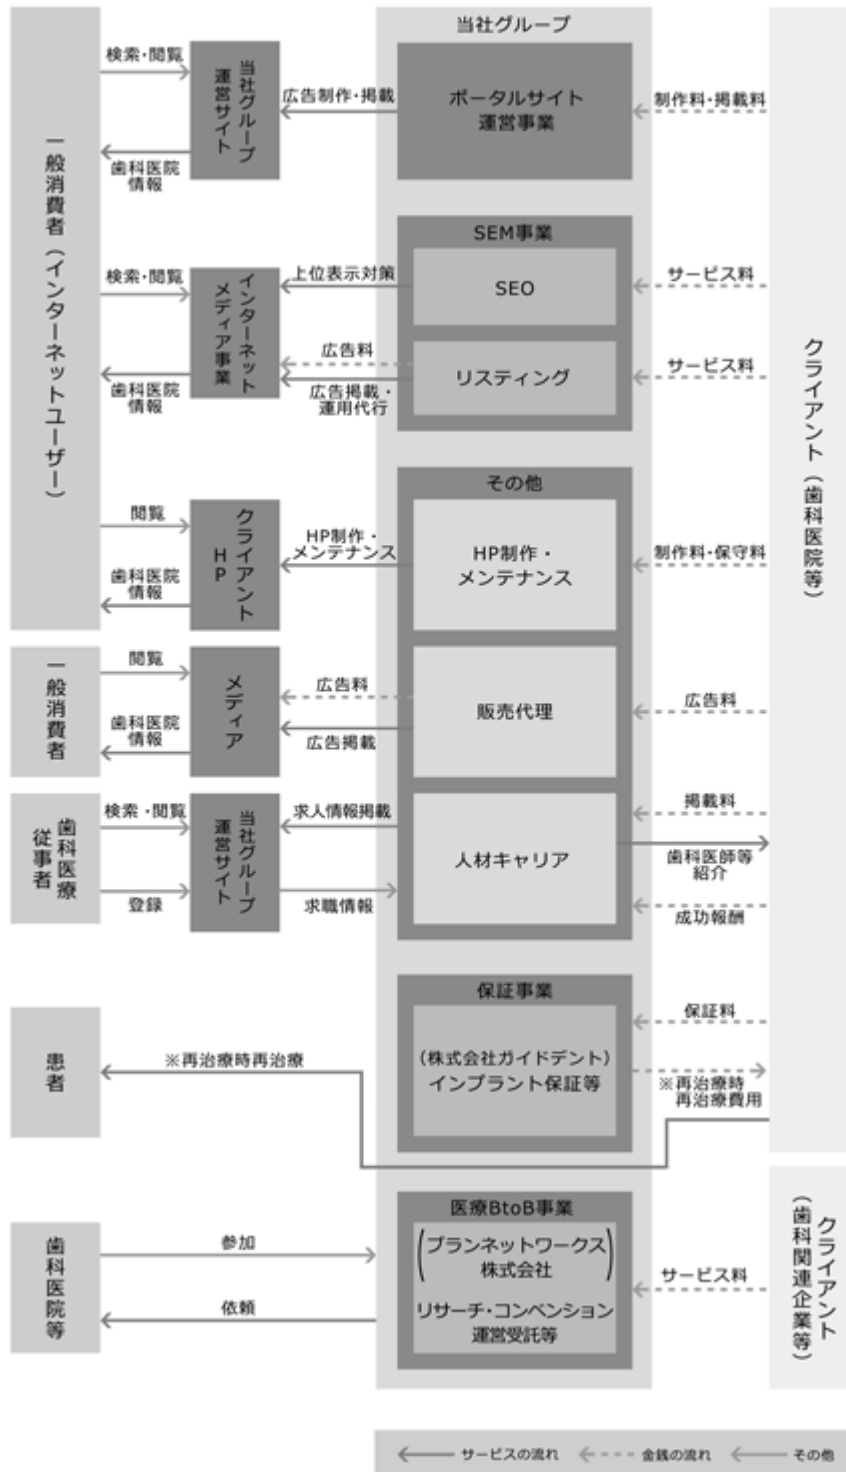 当社グループ
一般消費者（インターネットユーザー）
検索・閲覧
歯科医院
情報
当社グループ
運営サイト
広告制作・掲載
ポータルサイト
運営事業
制作料・掲載料
クライアント（歯科医院等）
検索・閲覧
歯科医院
情報
インターネット
メディア事業
上位表示対策
広告料
広告掲載・
運用代行
SEM事業
SEO
リスティング
サービス料
サービス料
閲覧
歯科医院
情報
クライアント
HP
HP制作・
メンテナンス
その他
HP制作・
メンテナンス
制作料・保守料
一般消費者
閲覧
歯科医院
情報
メディア
広告料
広告掲載
販売代理
広告料
歯科医療
従事者
検索・閲覧
登録
当社グループ
運営サイト
求人情報掲載
求職情報
人材キャリア
掲載料
歯科医師等
紹介
成功報酬
患者
※再治療時再治療
保証事業
（株式会社ガイドデント）
インプラント保証等
保証料
※再治療時
再治療費用
歯科医院等
参加
依頼
医療BtoB事業
（ブランネットワークス
株式会社）
リサーチ・コンベンション
運営受託等
サービス料
クライアント
（歯科関連企業等）
サービスの流れ
金銭の流れ
その他